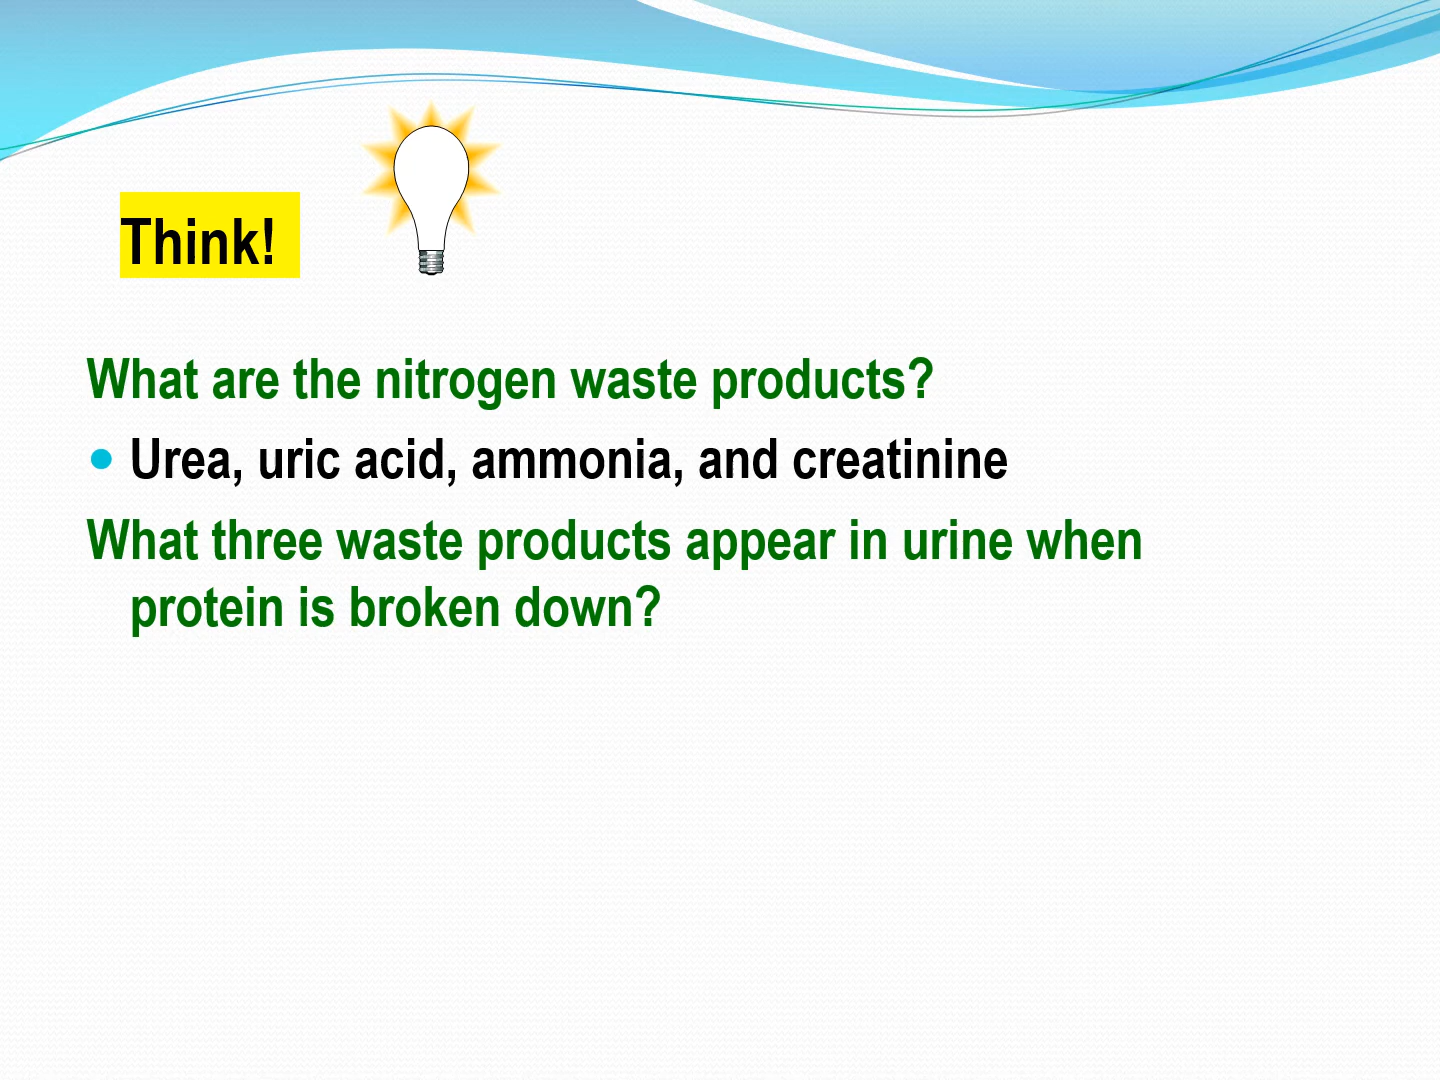 Think!
What are the nitrogen waste products?
• Urea, uric acid, ammonia, and creatinine
What three waste products appear in urine when
protein is broken down?